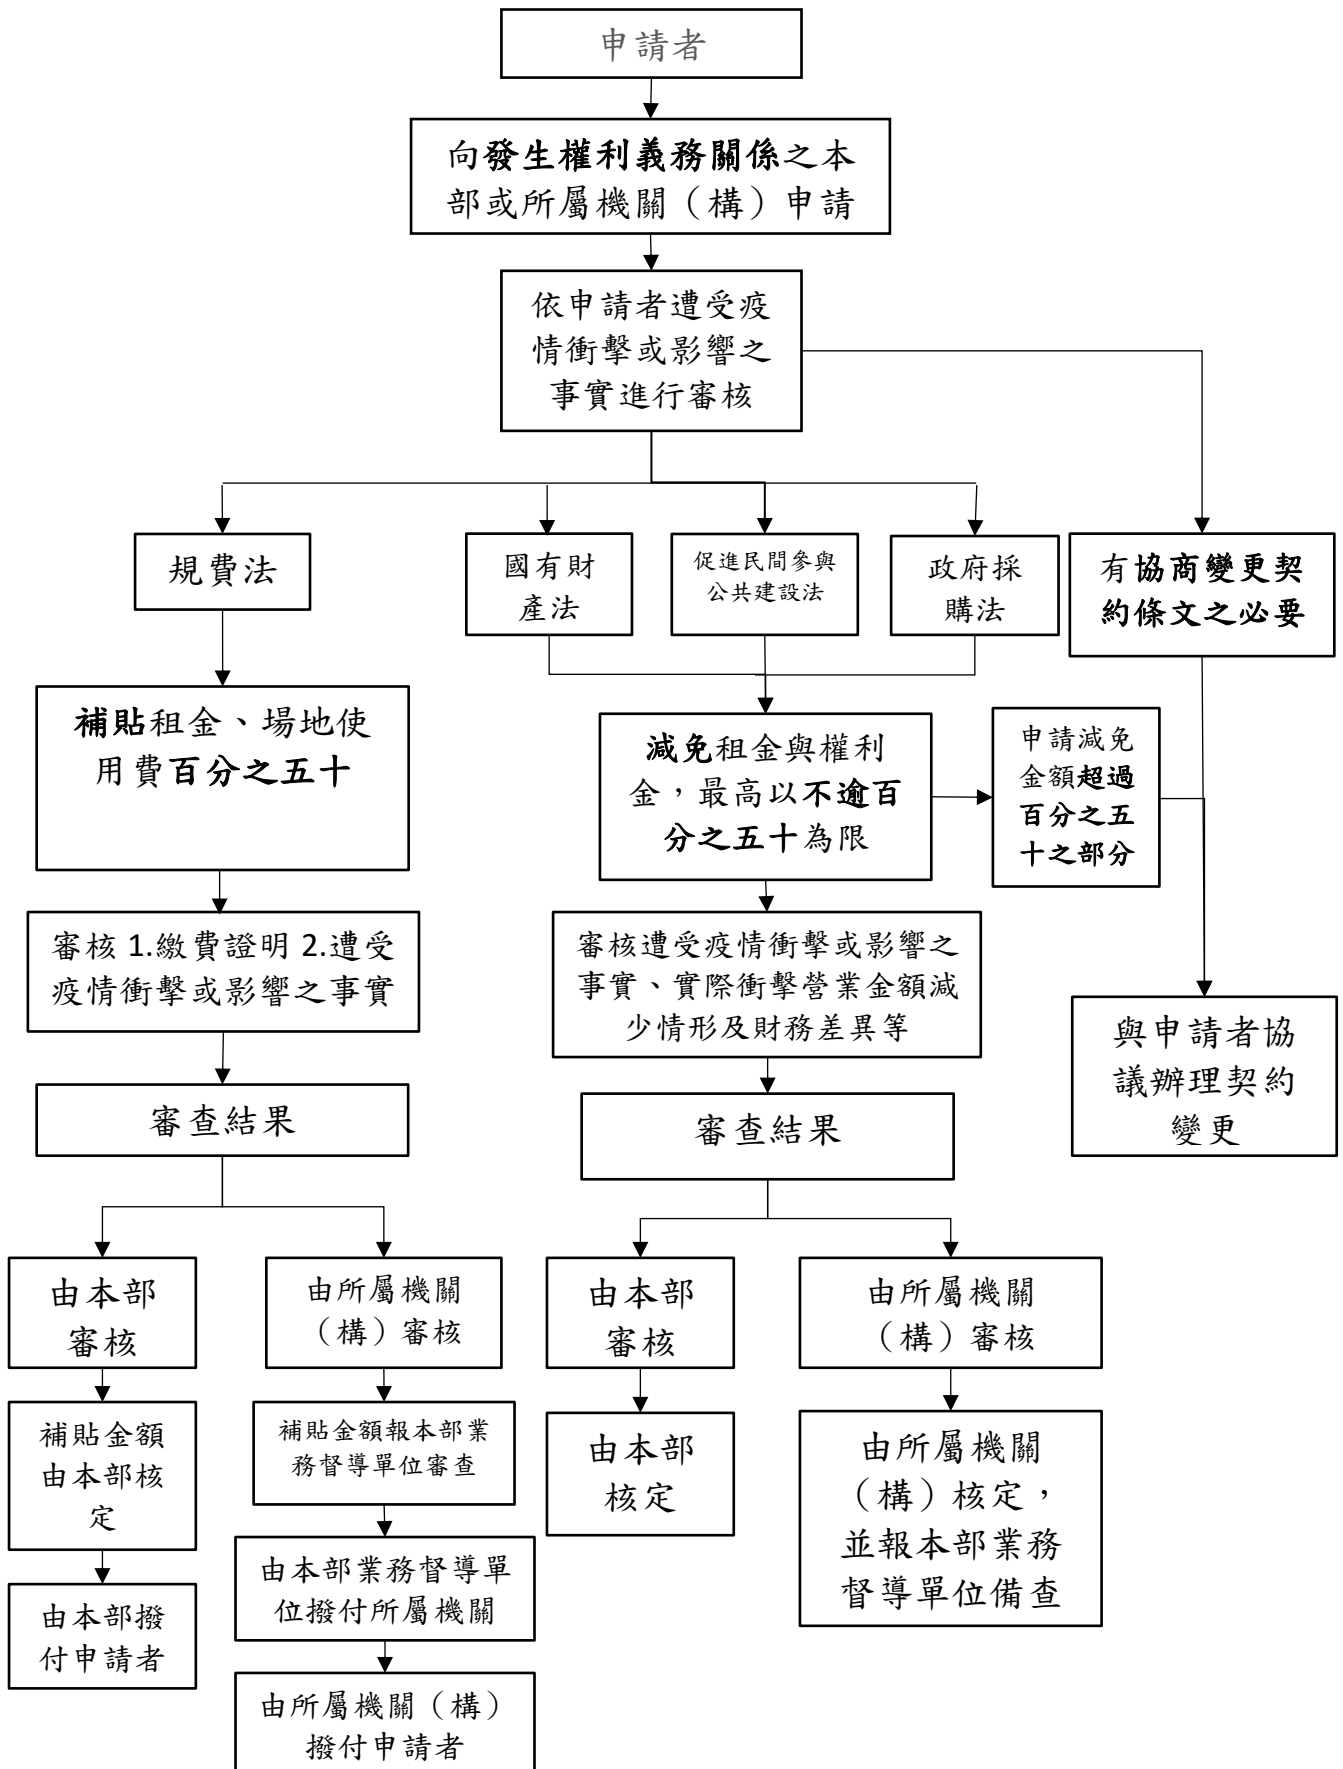 申請者
向發生權利義務關係之本
部或所屬機關（構）申請
依申請者遭受疫
情衝擊或影響之
事實進行審核
規費法
國有財
產法
促進民間參與
公共建設法
政府採
購法
有協商變更契
約條文之必要
補貼租金、場地使
用費百分之五十
減免租金與權利
金，最高以不逾百
分之五十為限
申請減免
金額超過
百分之五
十之部分
審核 1.繳費證明 2.遭受
疫情衝擊或影響之事實
審核遭受疫情衝擊或影響之
事實、實際衝擊營業金額減
少情形及財務差異等
與申請者協
議辦理契約
變更
審查結果
審查結果
由本部
審核
由所屬機關
（構）審核
由本部
審核
由所屬機關
（構）審核
補貼金額
由本部核
定
補貼金額報本部業
務督導單位審查
由本部
核定
由所屬機關
（構）核定，
並報本部業務
督導單位備查
由本部撥
付申請者
由本部業務督導單
位撥付所屬機關
由所屬機關（構）
撥付申請者